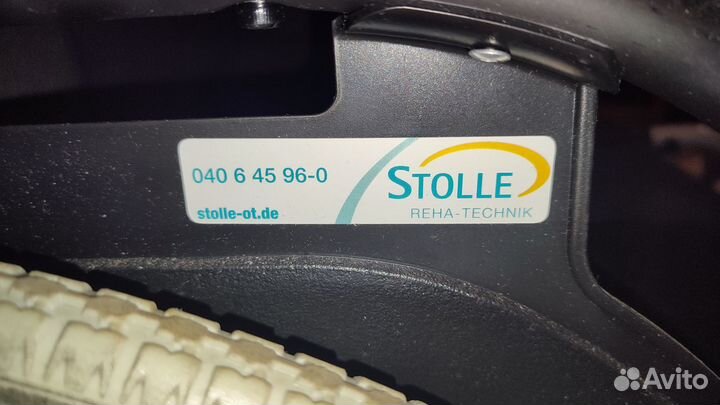 040 6 45 96-0
stolle-ot.de
STOLLE
REHA-TECHNIK
Avito